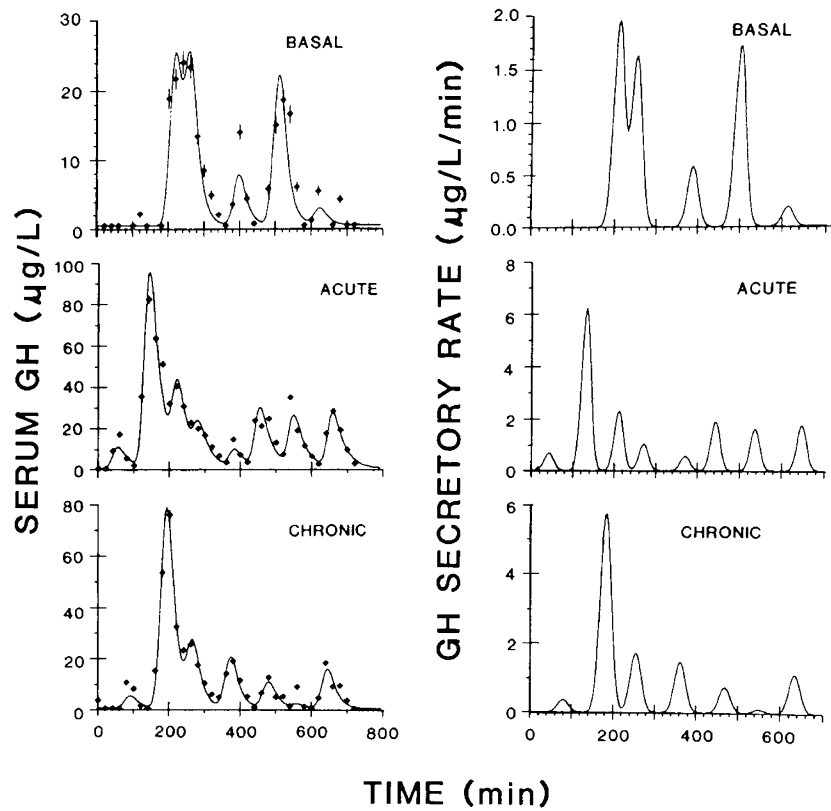 SERUM GH (µg/L)
30
20
10
0
BASAL
100
80
60
40
20
0
ACUTE
80
60
40
20
0
CHRONIC
0 200 400 600 800
GH SECRETORY RATE (µg/L/min)
2.0
1.5
1.0
0.5
0.0
BASAL
8
6
4
2
0
ACUTE
6
4
2
0
CHRONIC
0 200 400 600
TIME (min)